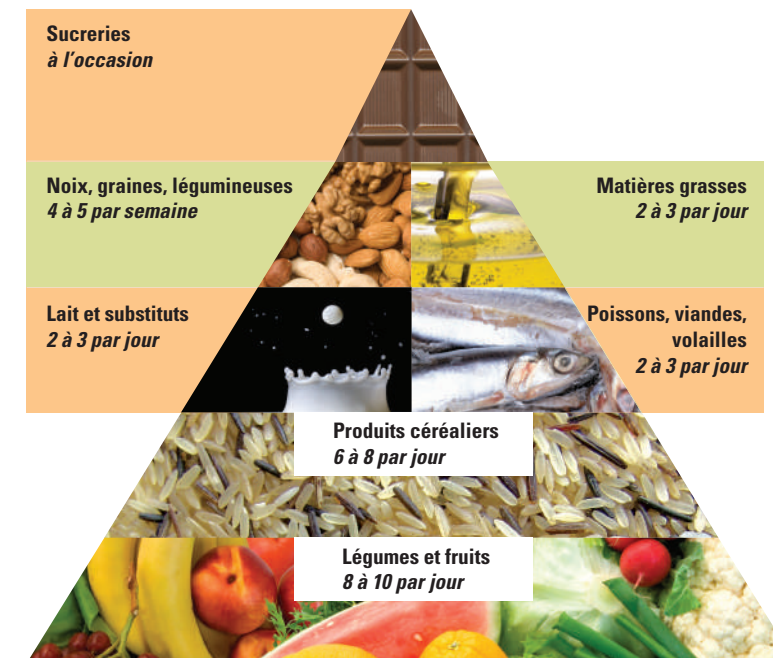 Sucreries
à l’occasion
Noix, graines, légumineuses
4 à 5 par semaine
Matières grasses
2 à 3 par jour
Lait et substituts
2 à 3 par jour
Poissons, viandes,
volailles
2 à 3 par jour
Produits céréaliers
6 à 8 par jour
Légumes et fruits
8 à 10 par jour